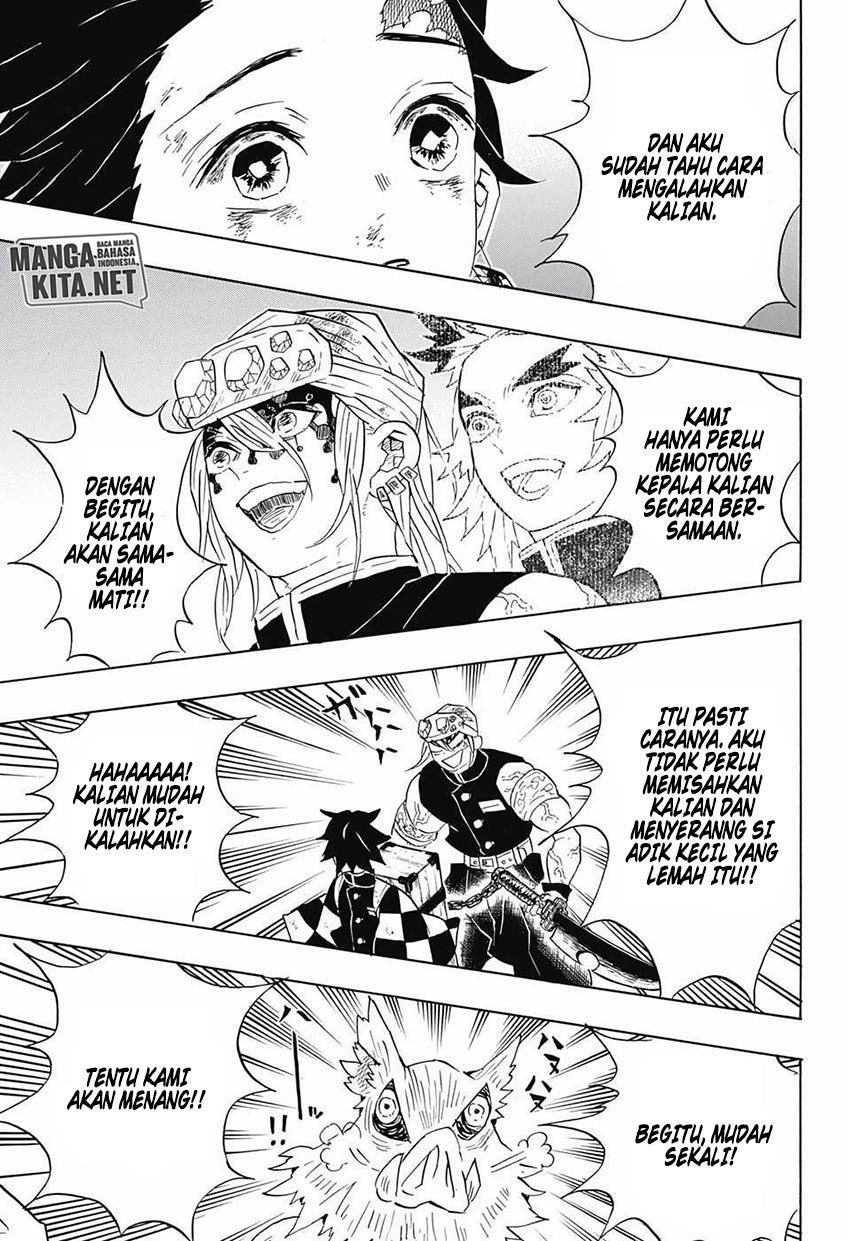 DAN AKU
SUDAH TAHU CARA
MENGALAHKAN
KALIAN.
MANGA
BACA MANGA
BAHASA
INDONESIA.
KITA.NET
KAMI
HANYA PERLU
MEMOTONG
KEPALA KALIAN
SECARA BER-
SAMAAN.
DENGAN
BEGITU,
KALIAN
AKAN SAMA-
SAMA
MATI!!
ITU PASTI
CARANYA. AKU
TIDAK PERLU
MEMISAHKAN
KALIAN DAN
MENYERANNG SI
ADIK KECIL YANG
LEMAH ITU!!
HAHAAAAA!
KALIAN MUDAH
UNTUK DI-
KALAHKAN!!
BEGITU, MUDAH
SEKALI!
TENTU KAMI
AKAN MENANG!!